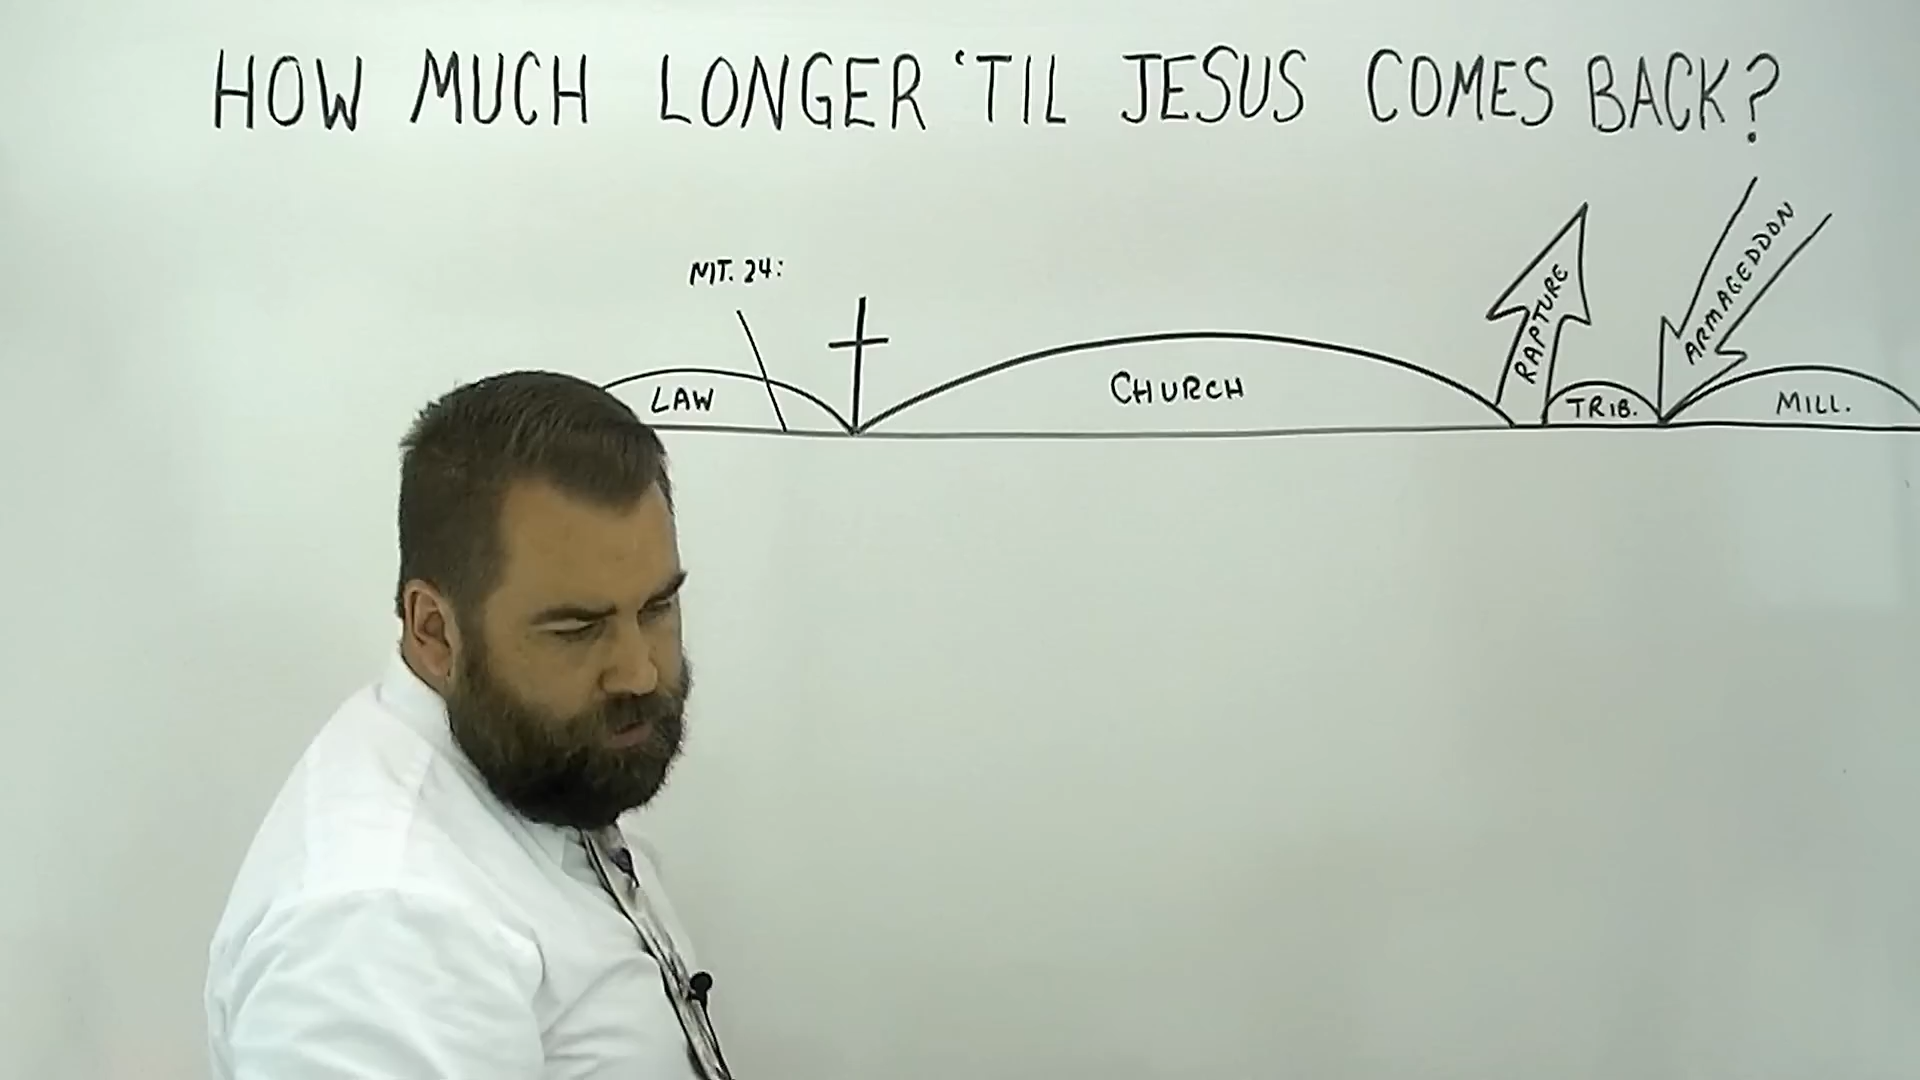 HOW MUCH LONGER 'TIL JESUS COMES BACK?
MT. 24:
LAW
CHURCH
RAPTURE
TRIB.
ARMAGEDDON
MILL.